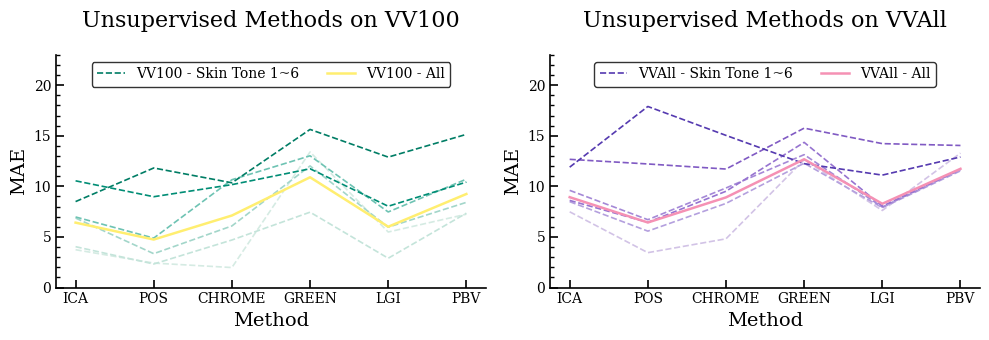 Unsupervised Methods on VV100
VV100 - Skin Tone 1~6
VV100 - All
MAE
20
15
10
5
0
ICA
POS
CHROME
GREEN
LGI
PBV
Method
Unsupervised Methods on VVAll
VVAll - Skin Tone 1~6
VVAll - All
MAE
20
15
10
5
0
ICA
POS
CHROME
GREEN
LGI
PBV
Method